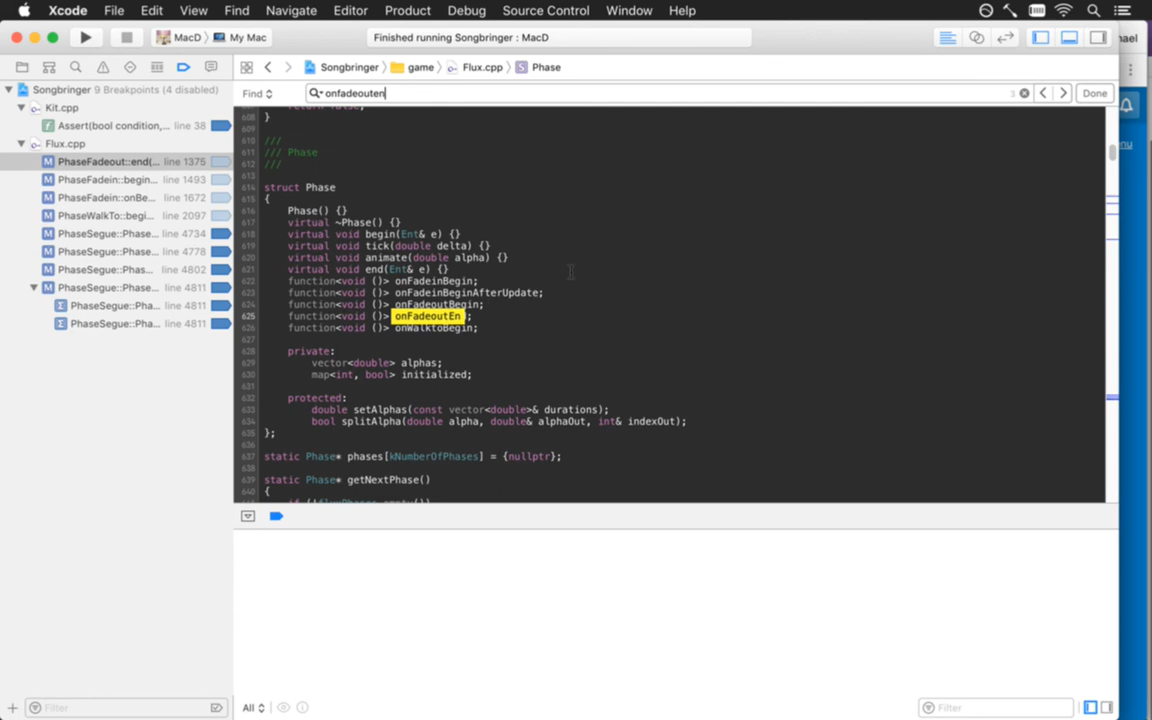 Xcode File Edit View Find Navigate Editor Product Debug Source Control Window Help
MacD My Mac
Finished running Songbringer : MacD
ael
Songbringer 9 Breakpoints (4 disabled)
Kit.cpp
Assert(bool condition,... line 38
Flux.cpp
PhaseFadeout::end(... line 1375
PhaseFadein::begin... line 1493
PhaseFadein::onBe... line 1672
PhaseWalkTo::begi... line 2097
PhaseSegue::Phase... line 4734
PhaseSegue::Phase... line 4778
PhaseSegue::Phas... line 4802
PhaseSegue::Phase... line 4811
PhaseSegue::Pha... line 4811
PhaseSegue::Pha... line 4811
Songbringer game Flux.cpp S Phase
Find onfadeouten 3 Done
608 }
609
610 ///
611 /// Phase
612 ///
613
614 struct Phase
615 {
616 Phase() {}
617 virtual ~Phase() {}
618 virtual void begin(Ent& e) {}
619 virtual void tick(double delta) {}
620 virtual void animate(double alpha) {}
621 virtual void end(Ent& e) {}
622 function<void ()> onFadeinBegin;
623 function<void ()> onFadeinBeginAfterUpdate;
624 function<void ()> onFadeoutBegin;
625 function<void ()> onFadeoutEn ;
626 function<void ()> onWalktoBegin;
627
628 private:
629 vector<double> alphas;
630 map<int, bool> initialized;
631
632 protected:
633 double setAlphas(const vector<double>& durations);
634 bool splitAlpha(double alpha, double& alphaOut, int& indexOut);
635 };
636
637 static Phase* phases[kNumberOfPhases] = {nullptr};
638
639 static Phase* getNextPhase()
640 {
enu
Filter
All
Filter